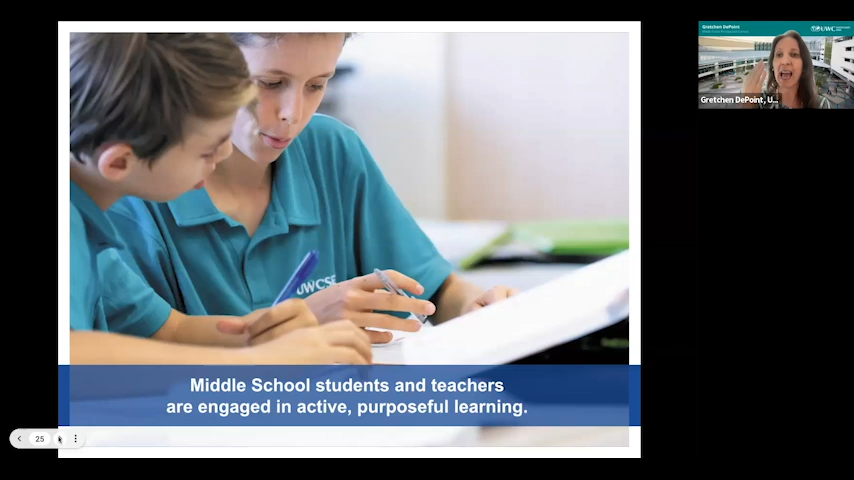 Gretchen DePoint
UWC
Gretchen DePoint, U...
UWCSE
Middle School students and teachers
are engaged in active, purposeful learning.
25